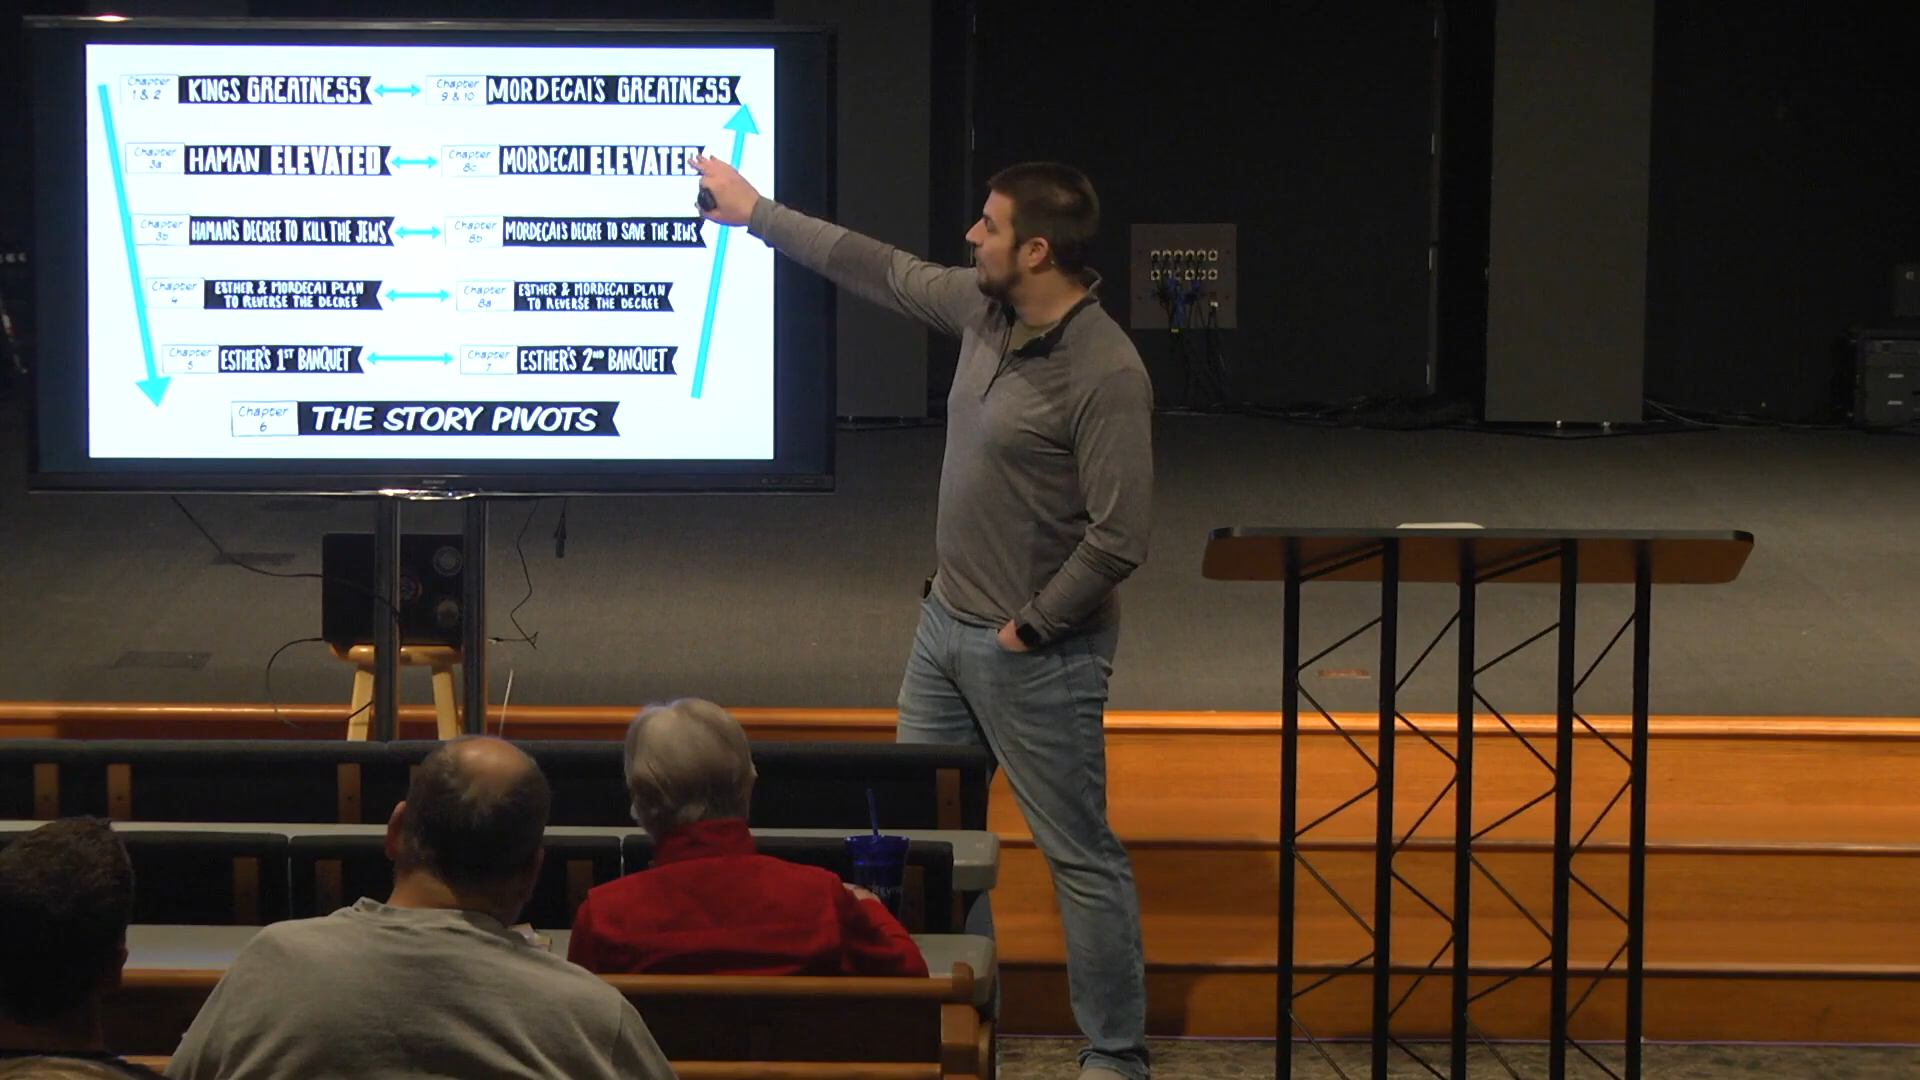 Chapter 1 & 2 KINGS GREATNESS Chapter 9 & 10 MORDECAI'S GREATNESS
Chapter 3a HAMAN ELEVATED Chapter 8c MORDECAI ELEVATED
Chapter 3b HAMAN'S DECREE TO KILL THE JEWS Chapter 8b MORDECAI'S DECREE TO SAVE THE JEWS
Chapter 4 ESTHER & MORDECAI PLAN TO REVERSE THE DECREE Chapter 8a ESTHER & MORDECAI PLAN TO REVERSE THE DECREE
Chapter 5 ESTHER'S 1ST BANQUET Chapter 7 ESTHER'S 2ND BANQUET
Chapter 6 THE STORY PIVOTS